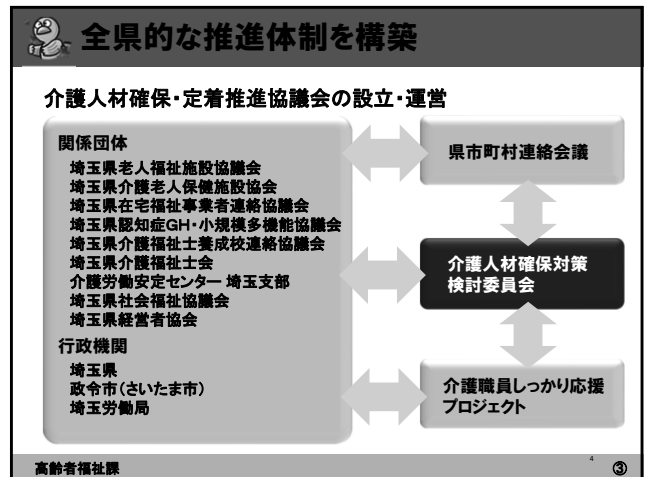 全県的な推進体制を構築
介護人材確保・定着推進協議会の設立・運営
関係団体
埼玉県老人福祉施設協議会
埼玉県介護老人保健施設協会
埼玉県在宅福祉事業者連絡協議会
埼玉県認知症GH・小規模多機能協議会
埼玉県介護福祉士養成校連絡協議会
埼玉県介護福祉士会
介護労働安定センター 埼玉支部
埼玉県社会福祉協議会
埼玉県経営者協会
行政機関
埼玉県
政令市(さいたま市)
埼玉労働局
県市町村連絡会議
介護人材確保対策
検討委員会
介護職員しっかり応援
プロジェクト
高齢者福祉課
4
③